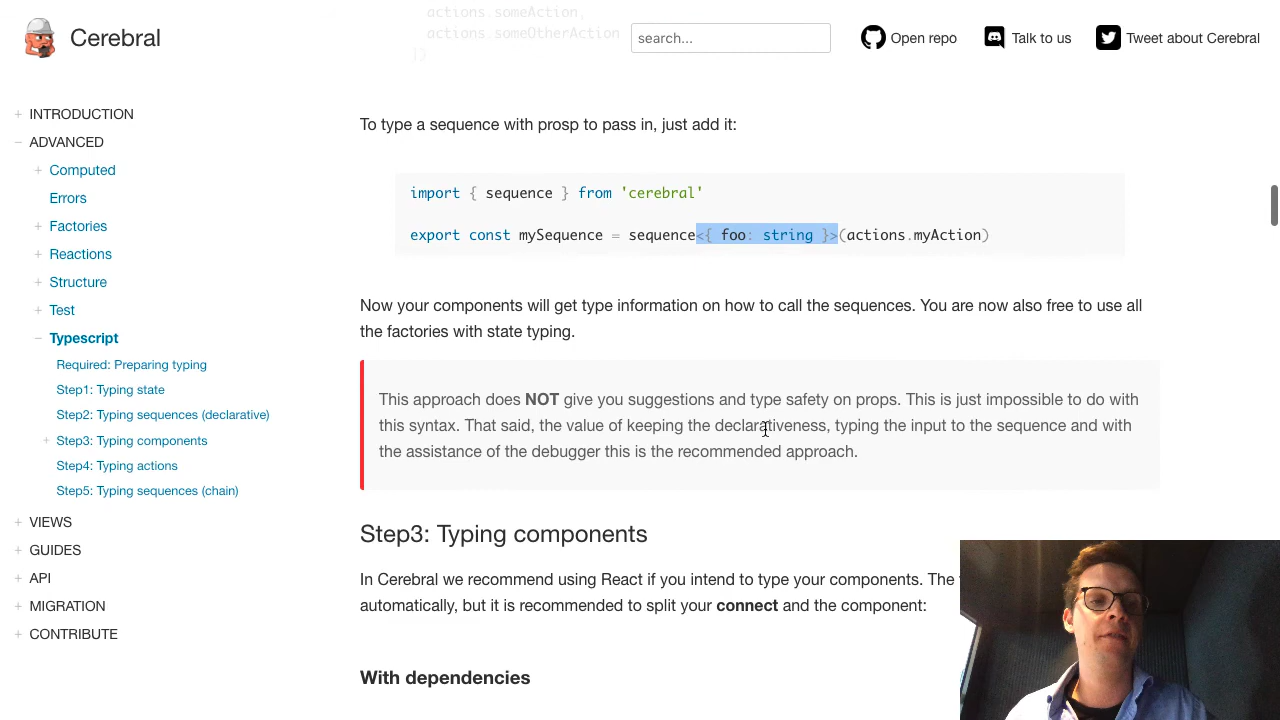 actions.someAction,
actions.someOtherAction
])
Cerebral
search...
Open repo
Talk to us
Tweet about Cerebral
+ INTRODUCTION
− ADVANCED
+ Computed
Errors
+ Factories
+ Reactions
+ Structure
+ Test
− Typescript
Required: Preparing typing
Step1: Typing state
Step2: Typing sequences (declarative)
+ Step3: Typing components
Step4: Typing actions
Step5: Typing sequences (chain)
+ VIEWS
+ GUIDES
+ API
+ MIGRATION
+ CONTRIBUTE
To type a sequence with prosp to pass in, just add it:
import { sequence } from 'cerebral'
export const mySequence = sequence<{ foo: string }>(actions.myAction)
Now your components will get type information on how to call the sequences. You are now also free to use all
the factories with state typing.
This approach does NOT give you suggestions and type safety on props. This is just impossible to do with
this syntax. That said, the value of keeping the declarativeness, typing the input to the sequence and with
the assistance of the debugger this is the recommended approach.
Step3: Typing components
In Cerebral we recommend using React if you intend to type your components. The
automatically, but it is recommended to split your connect and the component:
With dependencies